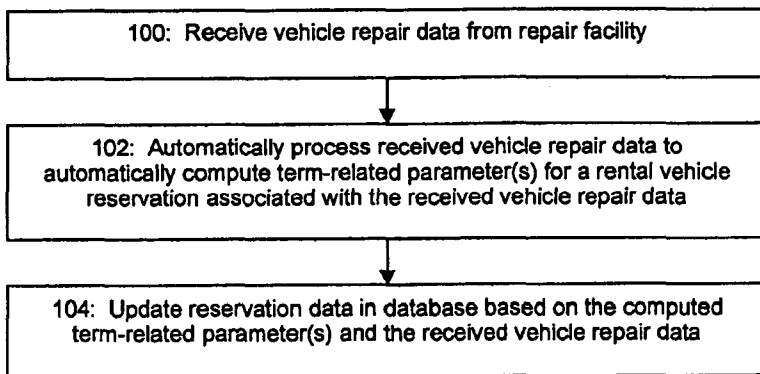 100: Receive vehicle repair data from repair facility
102: Automatically process received vehicle repair data to
automatically compute term-related parameter(s) for a rental vehicle
reservation associated with the received vehicle repair data
104: Update reservation data in database based on the computed
term-related parameter(s) and the received vehicle repair data